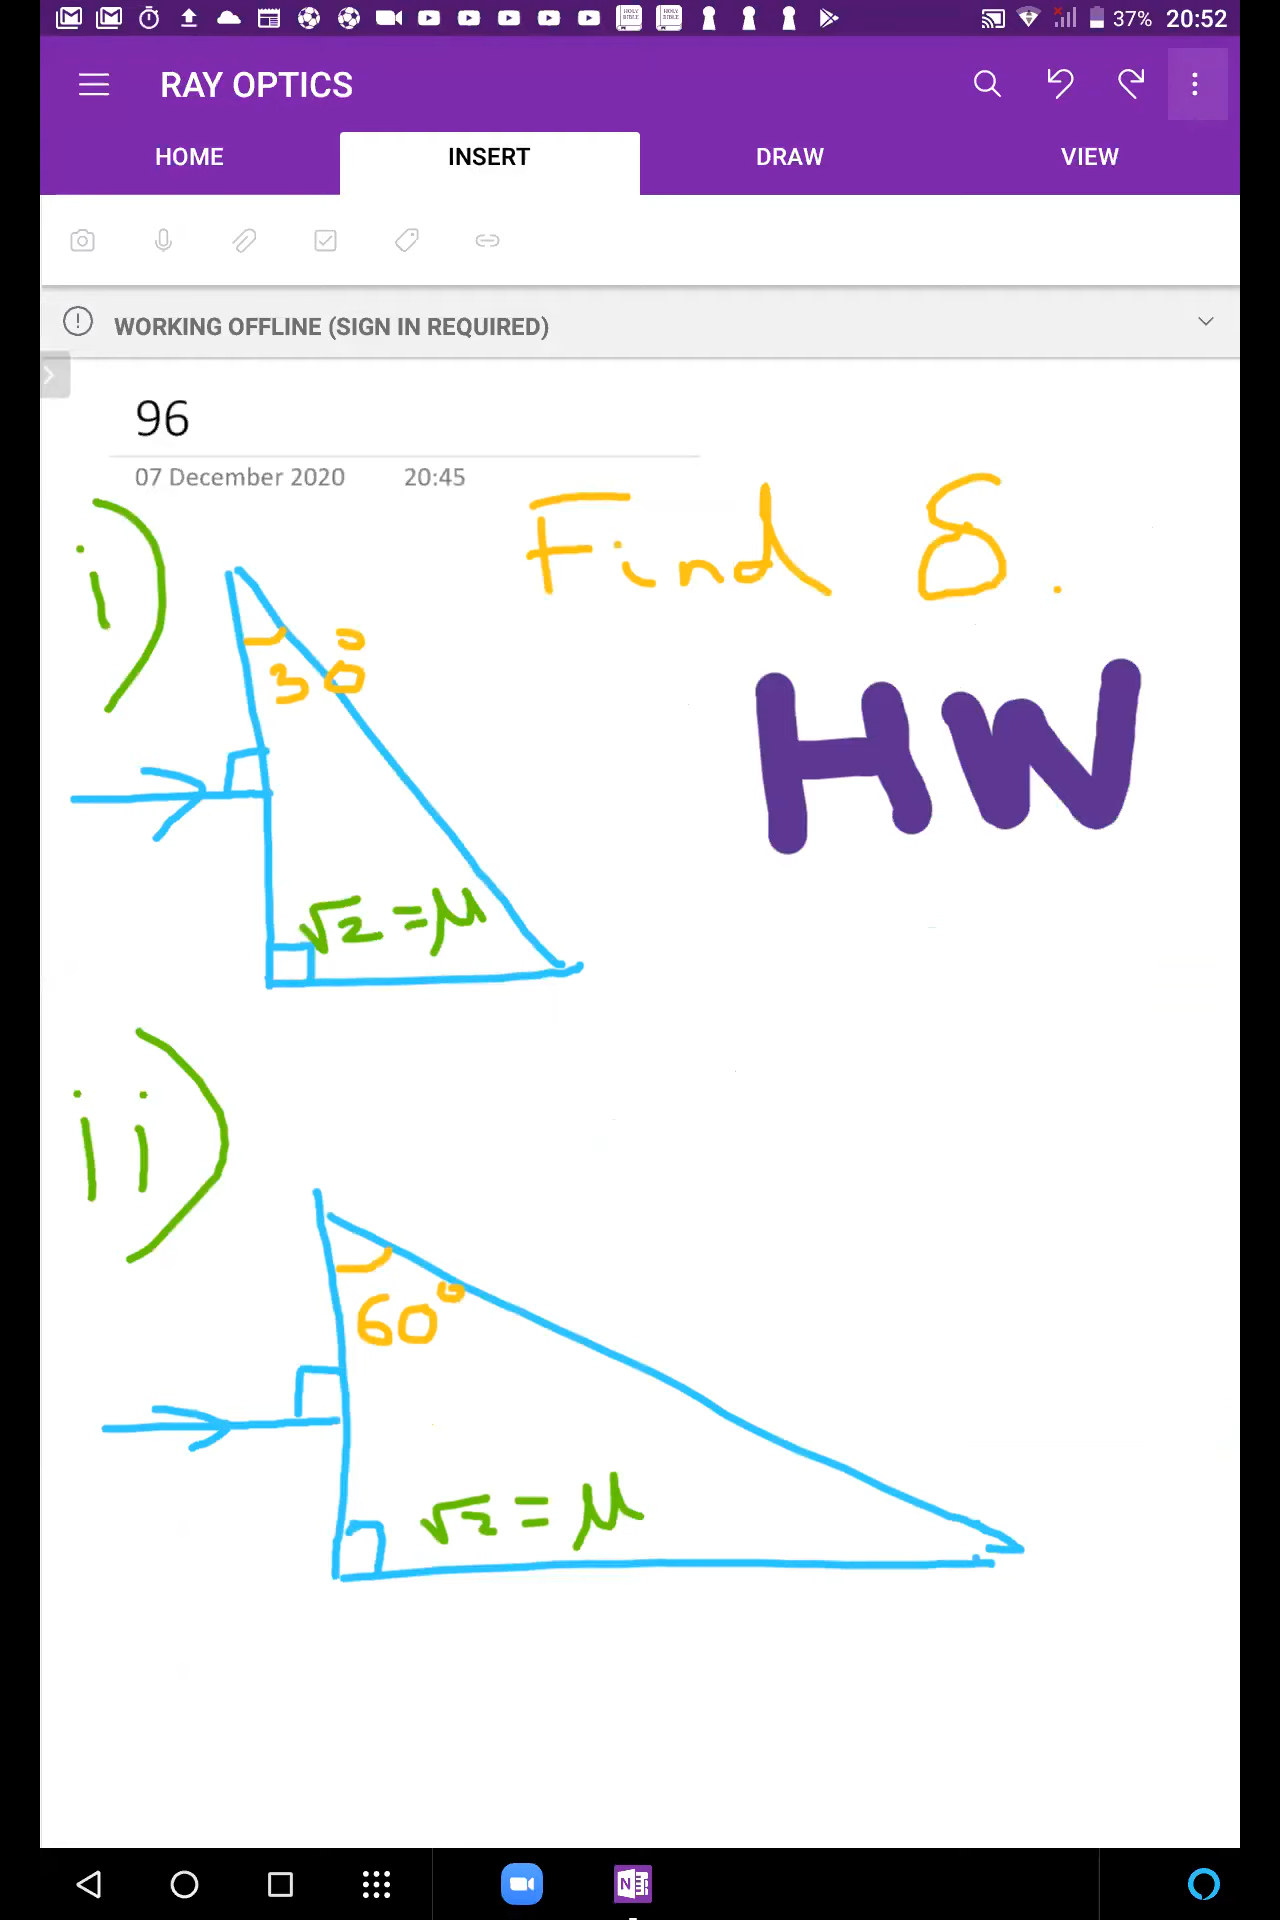 37% 20:52
RAY OPTICS
HOME INSERT DRAW VIEW
WORKING OFFLINE (SIGN IN REQUIRED)
96
07 December 2020 20:45
Find δ.
i)
30°
HW
√2 = μ
ii)
60°
√2 = μ